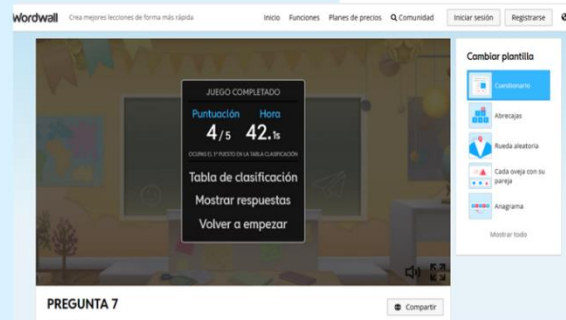 Wordwall Crea mejores lecciones de forma más rápida Inicio Funciones Planes de precios Comunidad Iniciar sesión Registrarse
JUEGO COMPLETADO
Puntuación Hora
4/5 42.1s
OCUPAS EL 1º PUESTO EN LA TABLA CLASIFICACIÓN
Tabla de clasificación
Mostrar respuestas
Volver a empezar
PREGUNTA 7
Compartir
Cambiar plantilla
Cuestionario
Abrecajas
Rueda aleatoria
Cada oveja con su
pareja
Anagrama
Mostrar todo